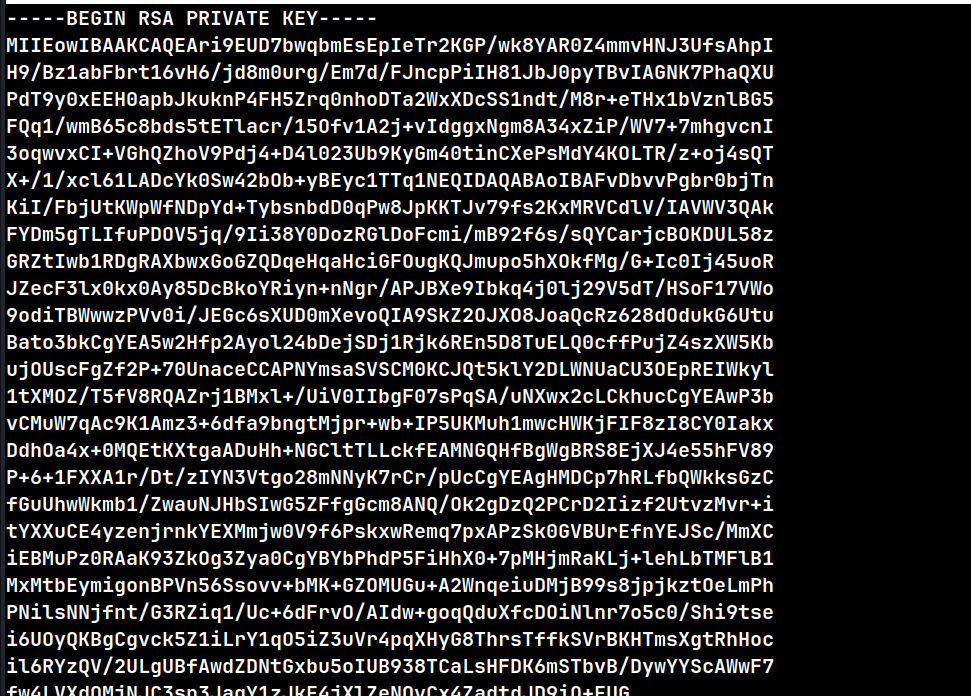 -----BEGIN RSA PRIVATE KEY-----
MIIEowIBAAKCAQEAri9EUD7bwqbmEsEpIeTr2KGP/wk8YAR0Z4mmvHNJ3UfsAhpI
H9/Bz1abFbrt16vH6/jd8m0urg/Em7d/FJncpPiIH81JbJ0pyTBvIAGNK7PhaQXU
PdT9y0xEEH0apbJkuknP4FH5Zrq0nhoDTa2WxXDcSS1ndt/M8r+eTHx1bVznlBG5
FQq1/wmB65c8bds5tETlacr/15Ofv1A2j+vIdggxNgm8A34xZiP/WV7+7mhgvcnI
3oqwvxCI+VGhQZhoV9Pdj4+D4l023Ub9KyGm40tinCXePsMdY4KOLTR/z+oj4sQT
X+/1/xcl61LADcYk0Sw42bOb+yBEyc1TTq1NEQIDAQABAoIBAFvDbvvPgbr0bjTn
KiI/FbjUtKWpWfNDpYd+TybsnbdD0qPw8JpKKTJv79fs2KxMRVCdlV/IAVWV3QAk
FYDm5gTLIfuPDOV5jq/9Ii38Y0DozRGlDoFcmi/mB92f6s/sQYCarjcBOKDUL58z
GRZtIwb1RDgRAXbwxGoGZQDqeHqaHciGFOugKQJmupo5hXOkfMg/G+Ic0Ij45uoR
JZecF3lx0kx0Ay85DcBkoYRiyn+nNgr/APJBXe9Ibkq4j0lj29V5dT/HSoF17VWo
9odiTBWwwzPVv0i/JEGc6sXUD0mXevoQIA9SkZ2OJXO8JoaQcRz628dOdukG6Utu
Bato3bkCgYEA5w2Hfp2Ayol24bDejSDj1Rjk6REn5D8TuELQ0cffPujZ4szXW5Kb
ujOUscFgZf2P+70UnaceCCAPNYmsaSVSCM0KCJQt5klY2DLWNUaCU3OEpREIWkyl
1tXMOZ/T5fV8RQAZrj1BMxl+/UiV0IIbgF07sPqSA/uNXwx2cLCkhucCgYEAwP3b
vCMuW7qAc9K1Amz3+6dfa9bngtMjpr+wb+IP5UKMuh1mwcHWKjFIF8zI8CY0Iakx
DdhOa4x+0MQEtKXtgaADuHh+NGCltTLLckfEAMNGQHfBgWgBRS8EjXJ4e55hFV89
P+6+1FXXA1r/Dt/zIYN3Vtgo28mNNyK7rCr/pUcCgYEAgHMDCp7hRLfbQWkksGzC
fGuUhwWkmb1/ZwauNJHbSIwG5ZFfgGcm8ANQ/Ok2gDzQ2PCrD2Iizf2UtvzMvr+i
tYXXuCE4yzenjrnkYEXMmjw0V9f6PskxwRemq7pxAPzSk0GVBUrEfnYEJSc/MmXC
iEBMuPz0RAaK93ZkOg3Zya0CgYBYbPhdP5FiHhX0+7pMHjmRaKLj+lehLbTMFlB1
MxMtbEymigonBPVn56Ssovv+bMK+GZOMUGu+A2WnqeiuDMjB99s8jpjkztOeLmPh
PNilsNNjfnt/G3RZiq1/Uc+6dFrvO/AIdw+goqQduXfcDOiNlnr7o5c0/Shi9tse
i6UOyQKBgCgvck5Z1iLrY1qO5iZ3uVr4pqXHyG8ThrsTffkSVrBKHTmsXgtRhHoc
il6RYzQV/2ULgUBfAwdZDNtGxbu5oIUB938TCaLsHFDK6mSTbvB/DywYYScAWwF7